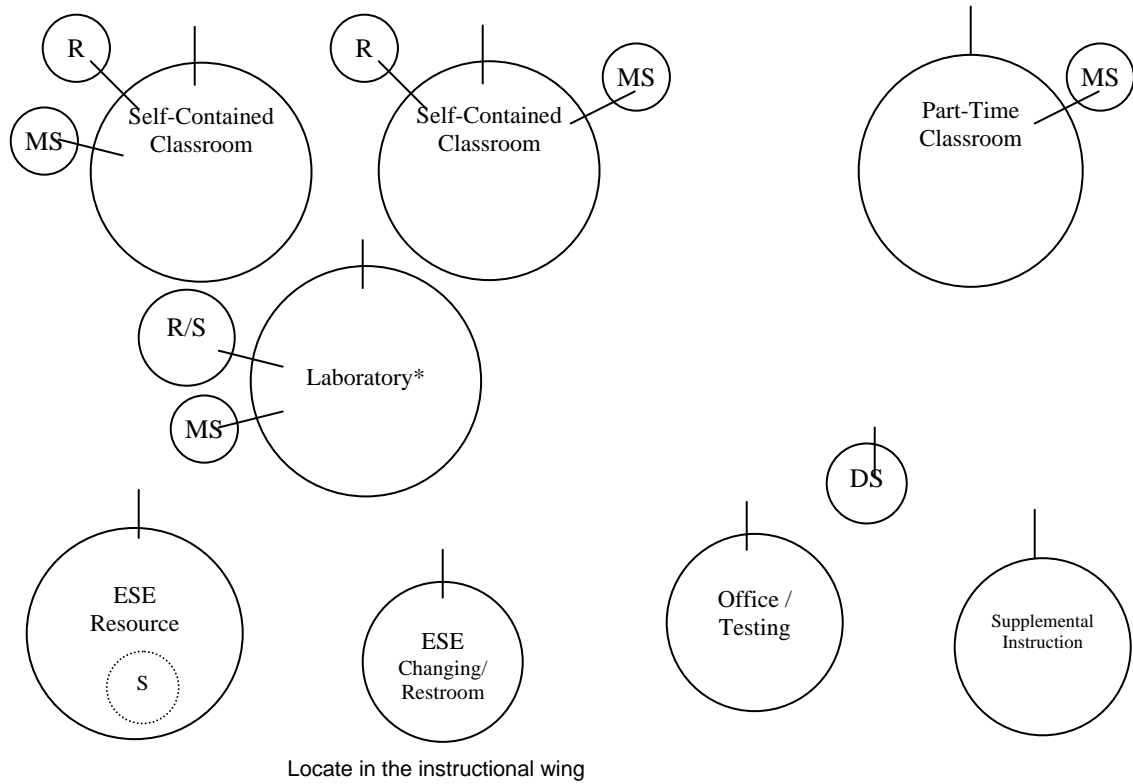 R
R
MS
MS
MS
Self-Contained
Classroom
Self-Contained
Classroom
Part-Time
Classroom
R/S
Laboratory*
MS
DS
ESE
Resource
S
ESE
Changing/
Restroom
Office /
Testing
Supplemental
Instruction
Locate in the instructional wing